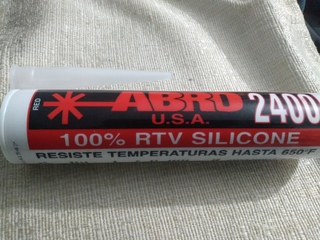 RED
ABRO 2400
U.S.A.
100% RTV SILICONE
RESISTE TEMPERATURAS HASTA 650°F